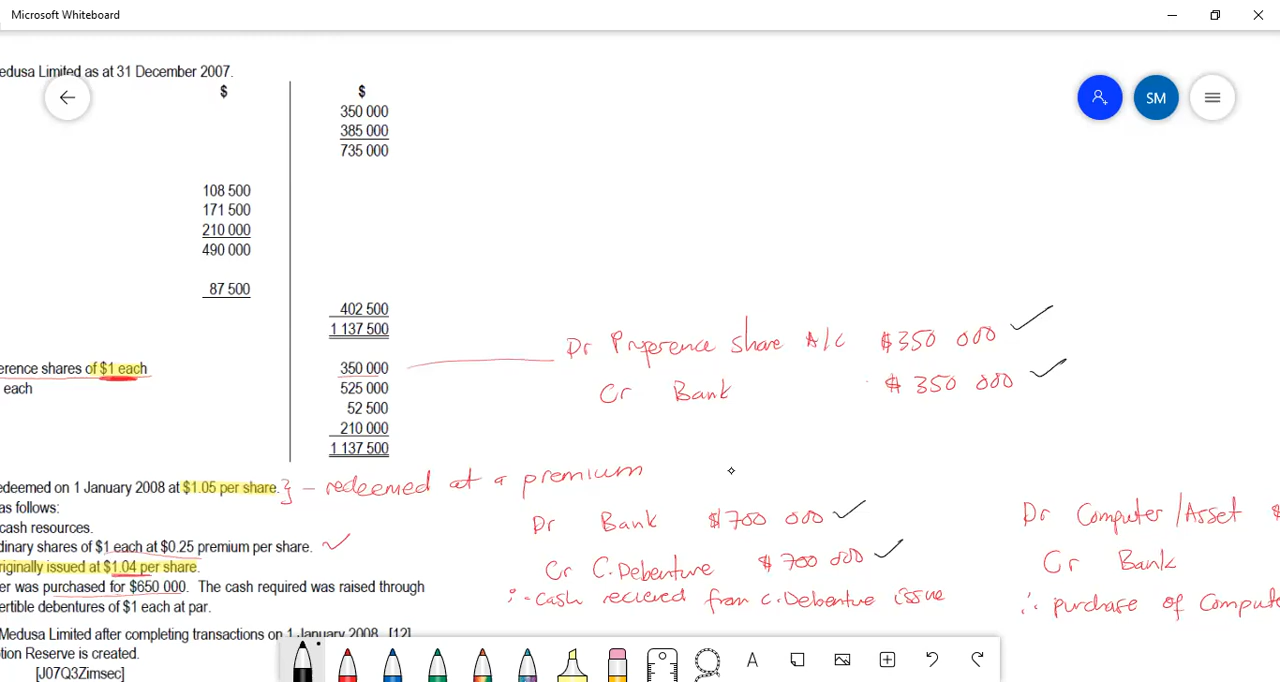 Microsoft Whiteboard
edusa Limited as at 31 December 2007.
$ $
350 000
385 000
735 000
SM
108 500
171 500
210 000
490 000
87 500
402 500
1 137 500
Dr Preference share A/C $350 000
erence shares of $1 each 350 000
each 525 000
Cr Bank $ 350 000
52 500
210 000
1 137 500
edeemed on 1 January 2008 at $1.05 per share. } - redeemed at a premium
as follows:
cash resources.
Dr Bank $700 000
Dr Computer/Asset $
dinary shares of $1 each at $0.25 premium per share.
riginally issued at $1.04 per share.
Cr C.Debenture $700 000
Cr Bank
er was purchased for $650 000. The cash required was raised through
∴ Cash recieved from C.Debenture issue
∴ purchase of Compute
ertible debentures of $1 each at par.
Medusa Limited after completing transactions on 1 January 2008 [12]
tion Reserve is created.
[J07Q3Zimsec]
A